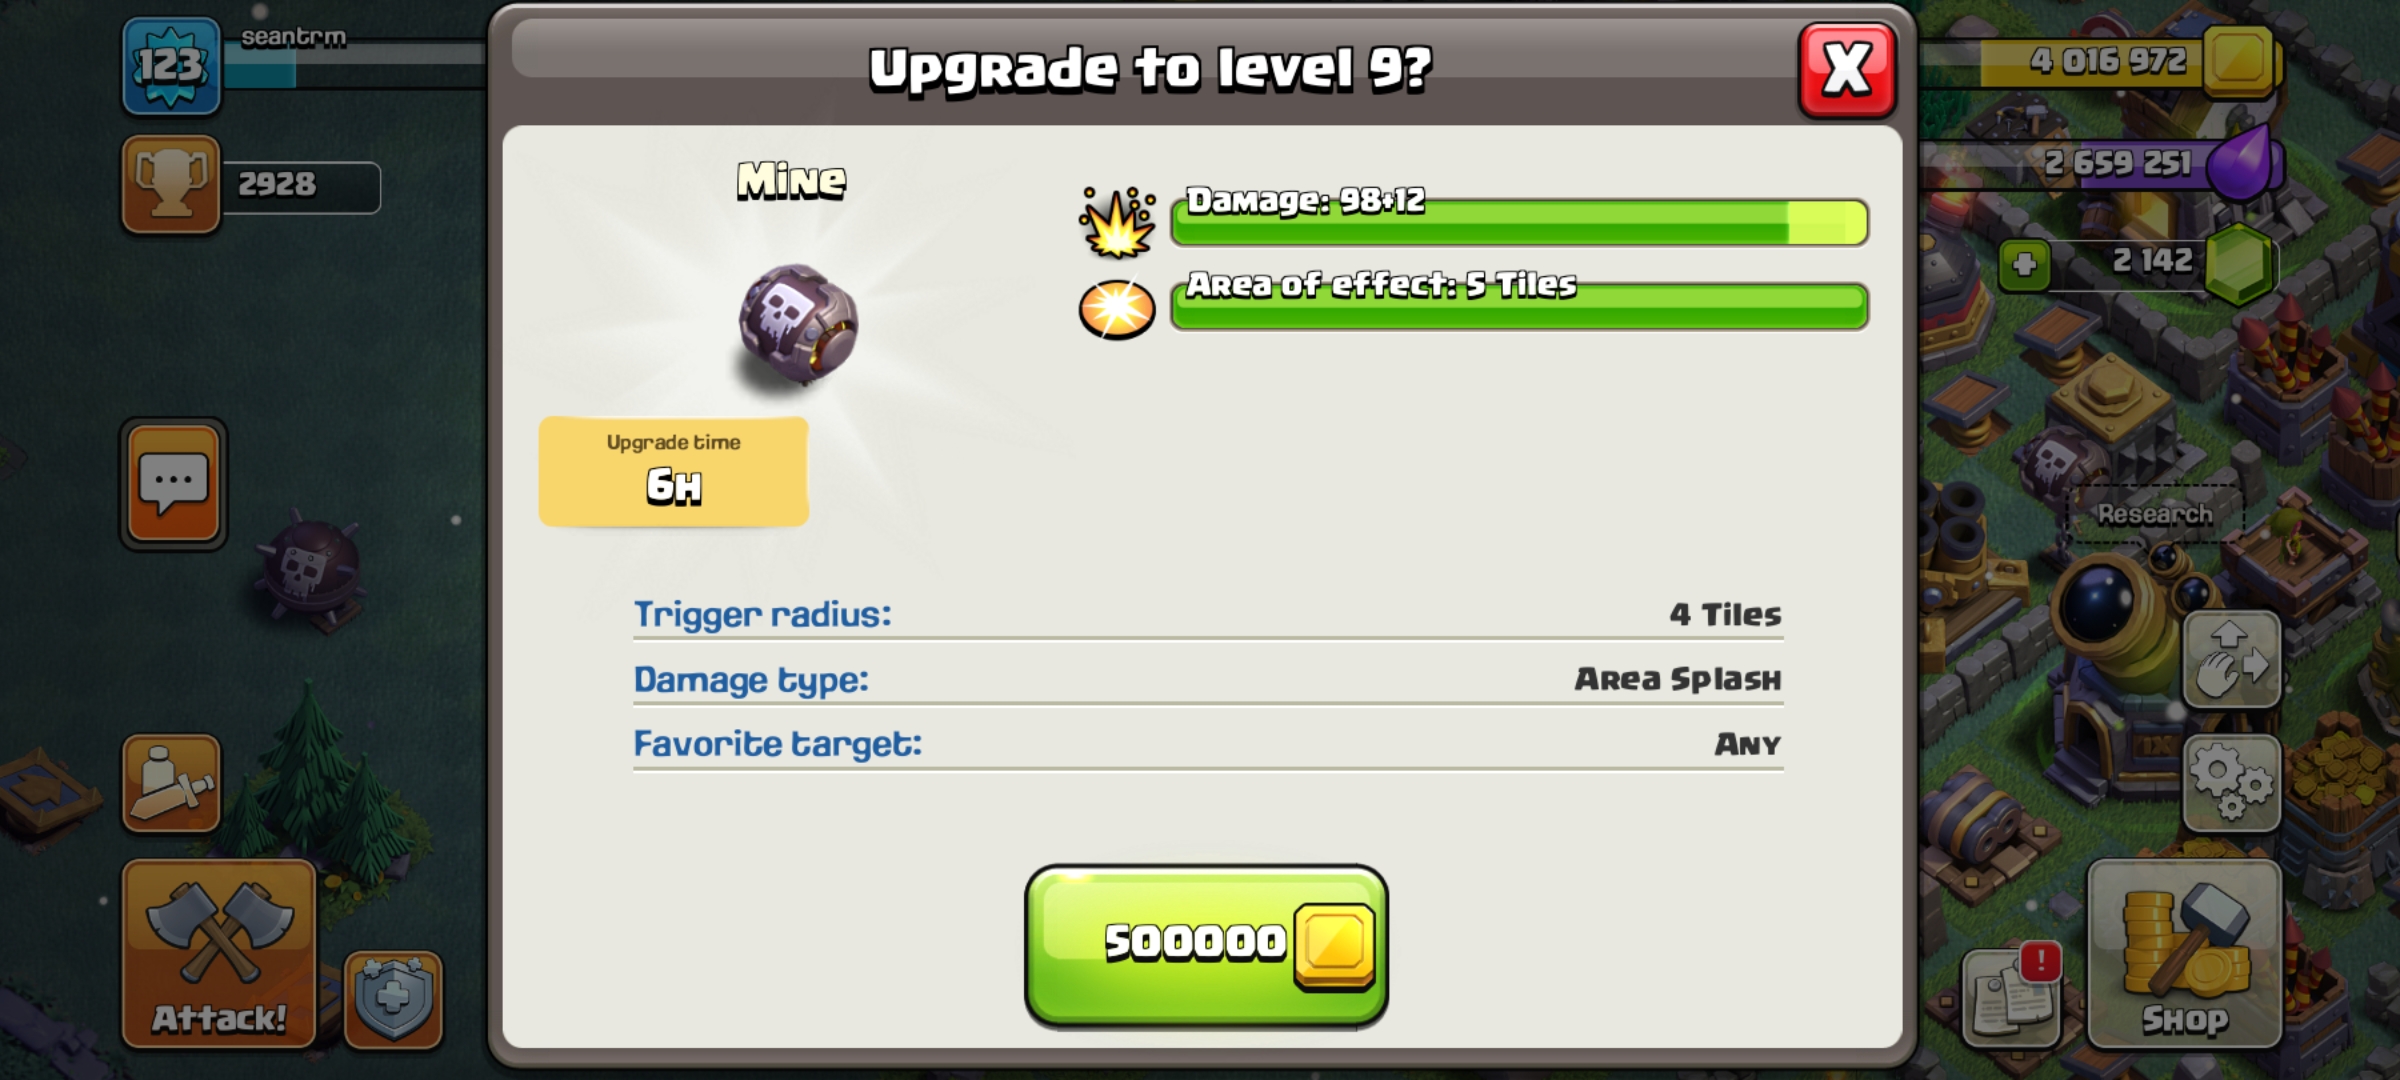 123
seantrm
2928
Upgrade to level 9?
X
4 016 972
2 659 251
2 142
Mine
Damage: 98+12
Area of effect: 5 Tiles
Upgrade time
6H
Research
Trigger radius: 4 Tiles
Damage type: Area Splash
Favorite target: Any
IX
500000
Attack!
!
Shop